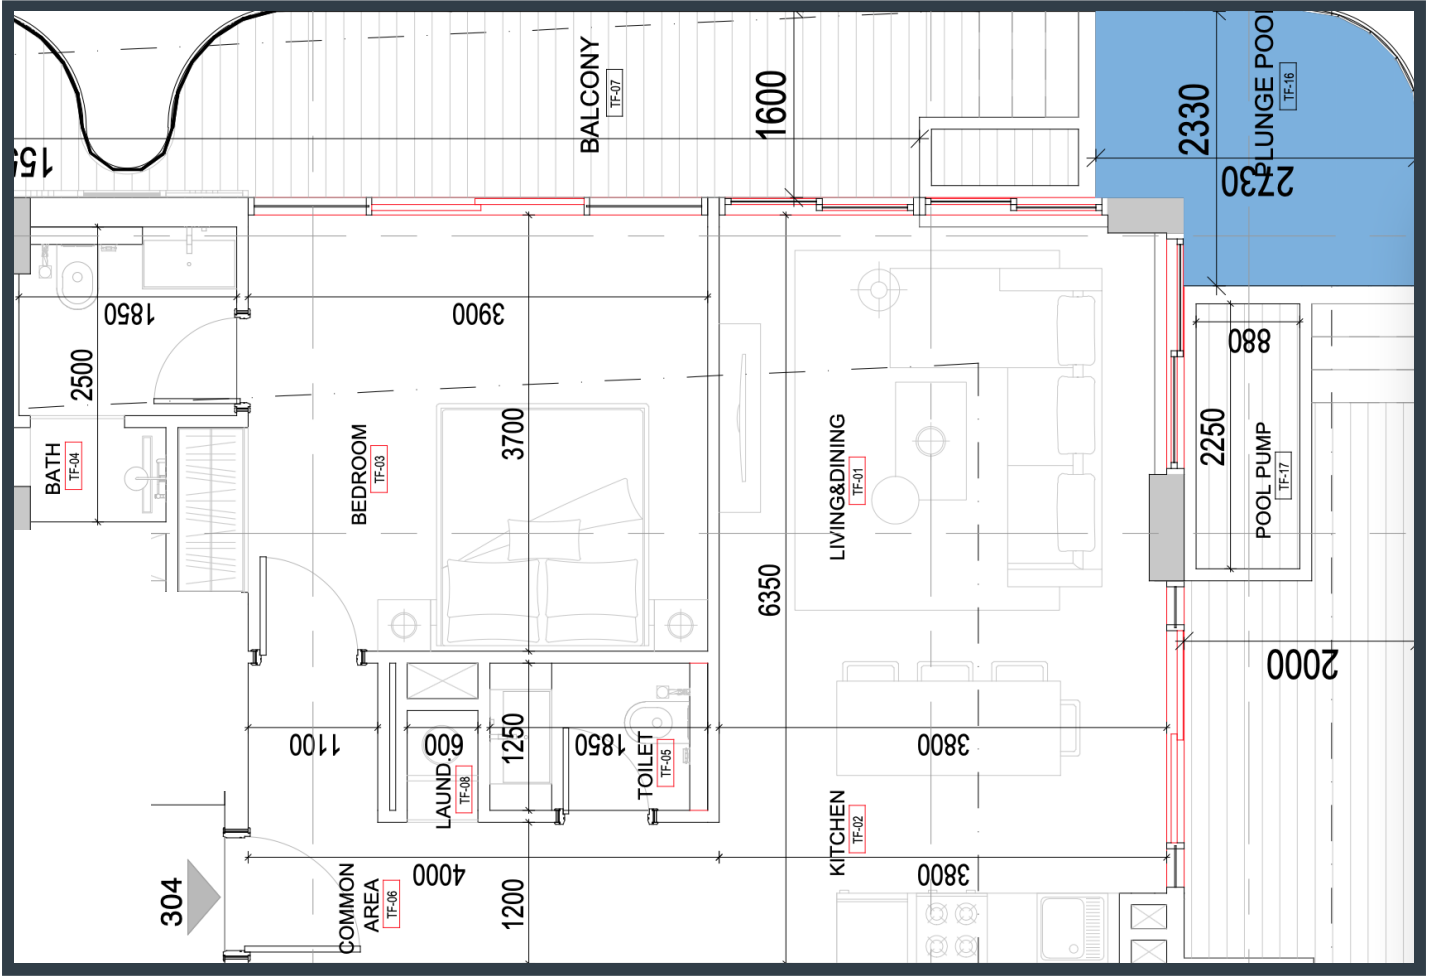 BALCONY
TF-07
1600
2330
PLUNGE POOL
TF-16
2730
155
1850
2500
BATH
TF-04
3900
3700
BEDROOM
TF-03
LIVING&DINING
TF-01
6350
880
2250
POOL PUMP
TF-17
2000
1100
600
LAUND.
TF-08
1250
1850
TOILET
TF-05
3800
KITCHEN
TF-02
3800
4000
1200
304
COMMON
AREA
TF-06